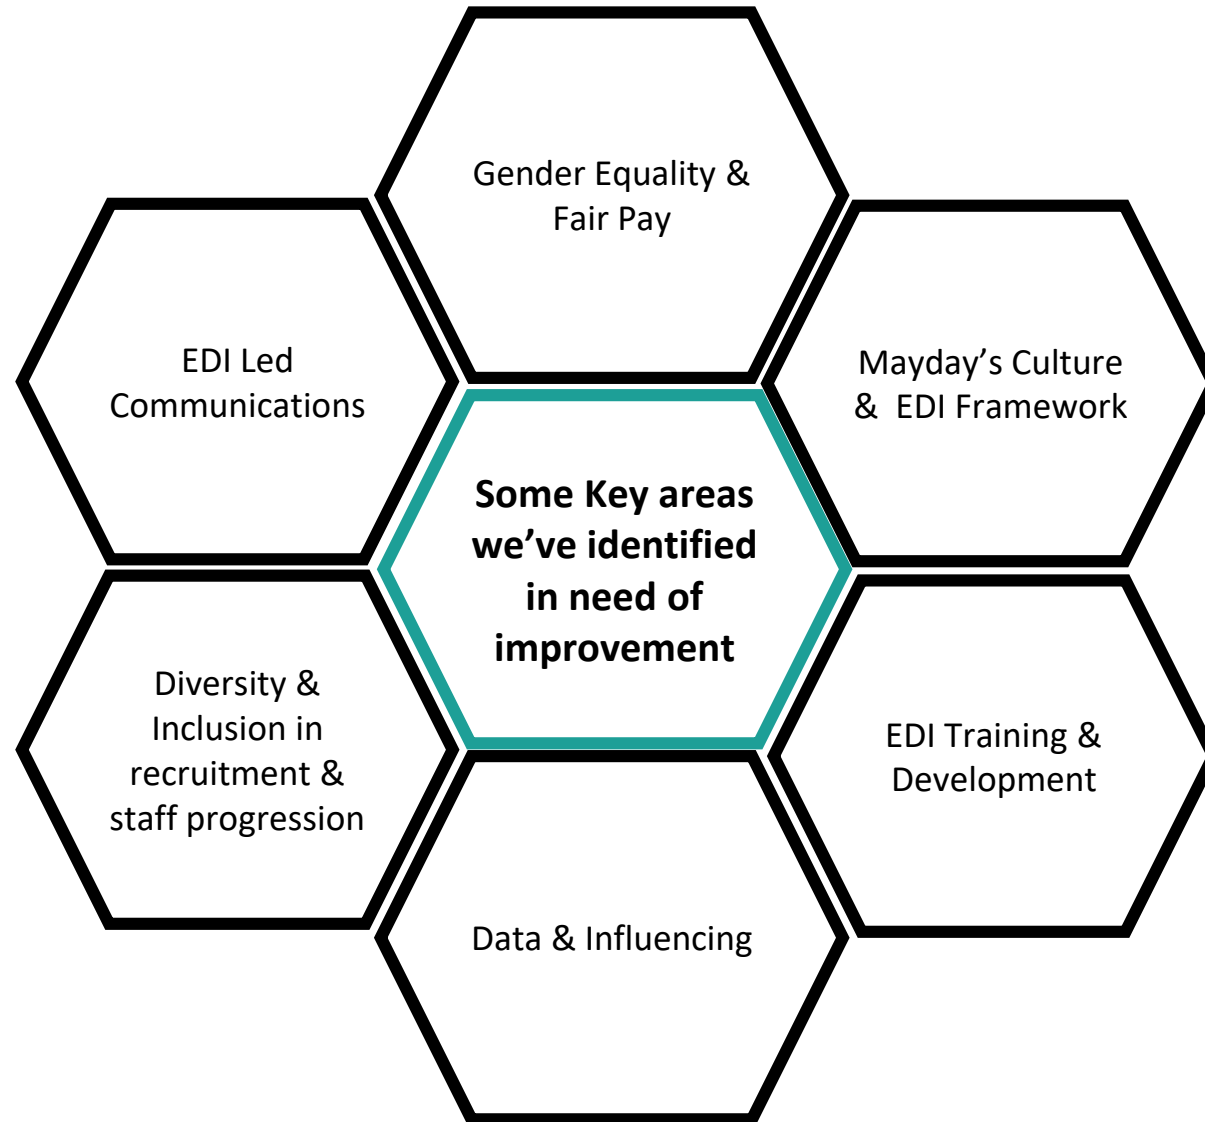 Gender Equality &
Fair Pay
EDI Led
Communications
Mayday’s Culture
& EDI Framework
Some Key areas
we’ve identified
in need of
improvement
Diversity &
Inclusion in
recruitment &
staff progression
EDI Training &
Development
Data & Influencing